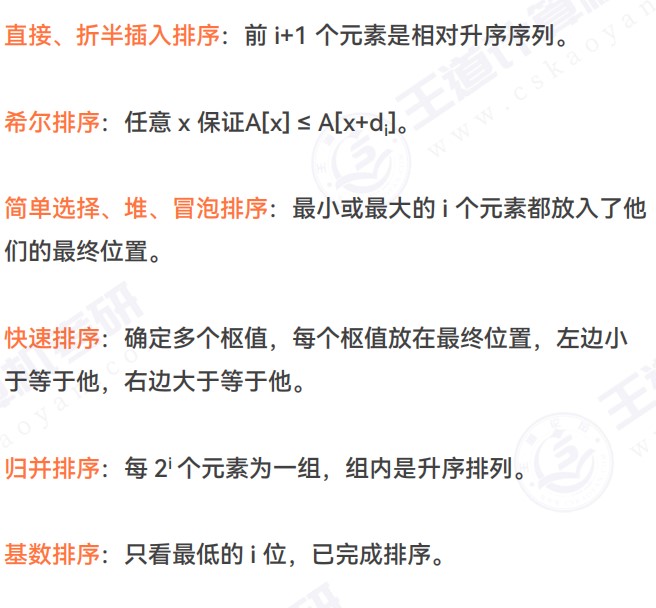 直接、折半插入排序：前 i+1 个元素是相对升序序列。
希尔排序：任意 x 保证A[x] ≤ A[x+dᵢ]。
简单选择、堆、冒泡排序：最小或最大的 i 个元素都放入了他
们的最终位置。
快速排序：确定多个枢值，每个枢值放在最终位置，左边小
于等于他，右边大于等于他。
归并排序：每 2ⁱ 个元素为一组，组内是升序排列。
基数排序：只看最低的 i 位，已完成排序。